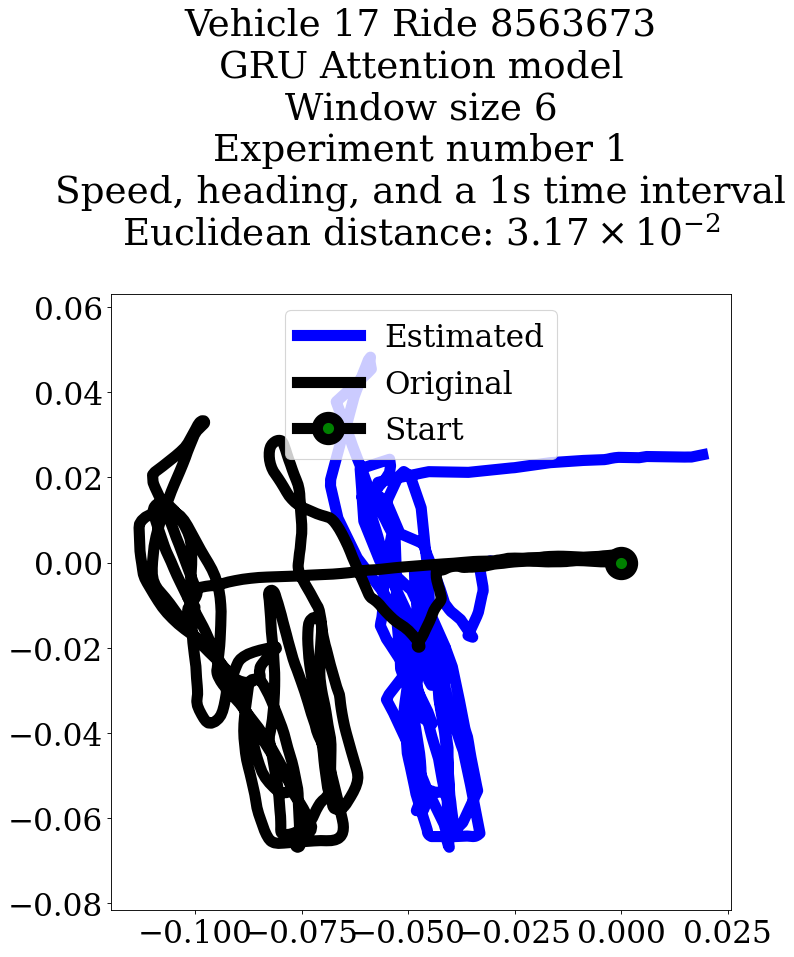 Vehicle 17 Ride 8563673
GRU Attention model
Window size 6
Experiment number 1
Speed, heading, and a 1s time interval
Euclidean distance: 3.17 × 10⁻²
0.06
Estimated
0.04
Original
Start
0.02
0.00
−0.02
−0.04
−0.06
−0.08
−0.100 −0.075 −0.050 −0.025 0.000 0.025